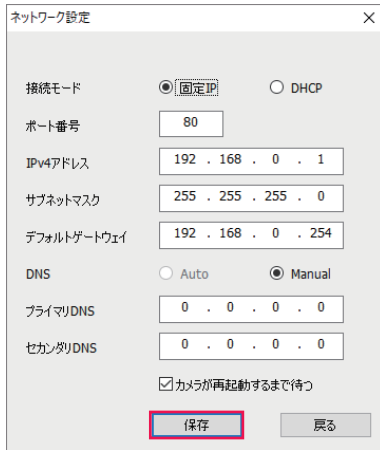 ネットワーク設定 ×
接続モード 固定IP DHCP
ポート番号 80
IPv4アドレス 192 . 168 . 0 . 1
サブネットマスク 255 . 255 . 255 . 0
デフォルトゲートウェイ 192 . 168 . 0 . 254
DNS Auto Manual
プライマリDNS 0 . 0 . 0 . 0
セカンダリDNS 0 . 0 . 0 . 0
カメラが再起動するまで待つ
保存 戻る